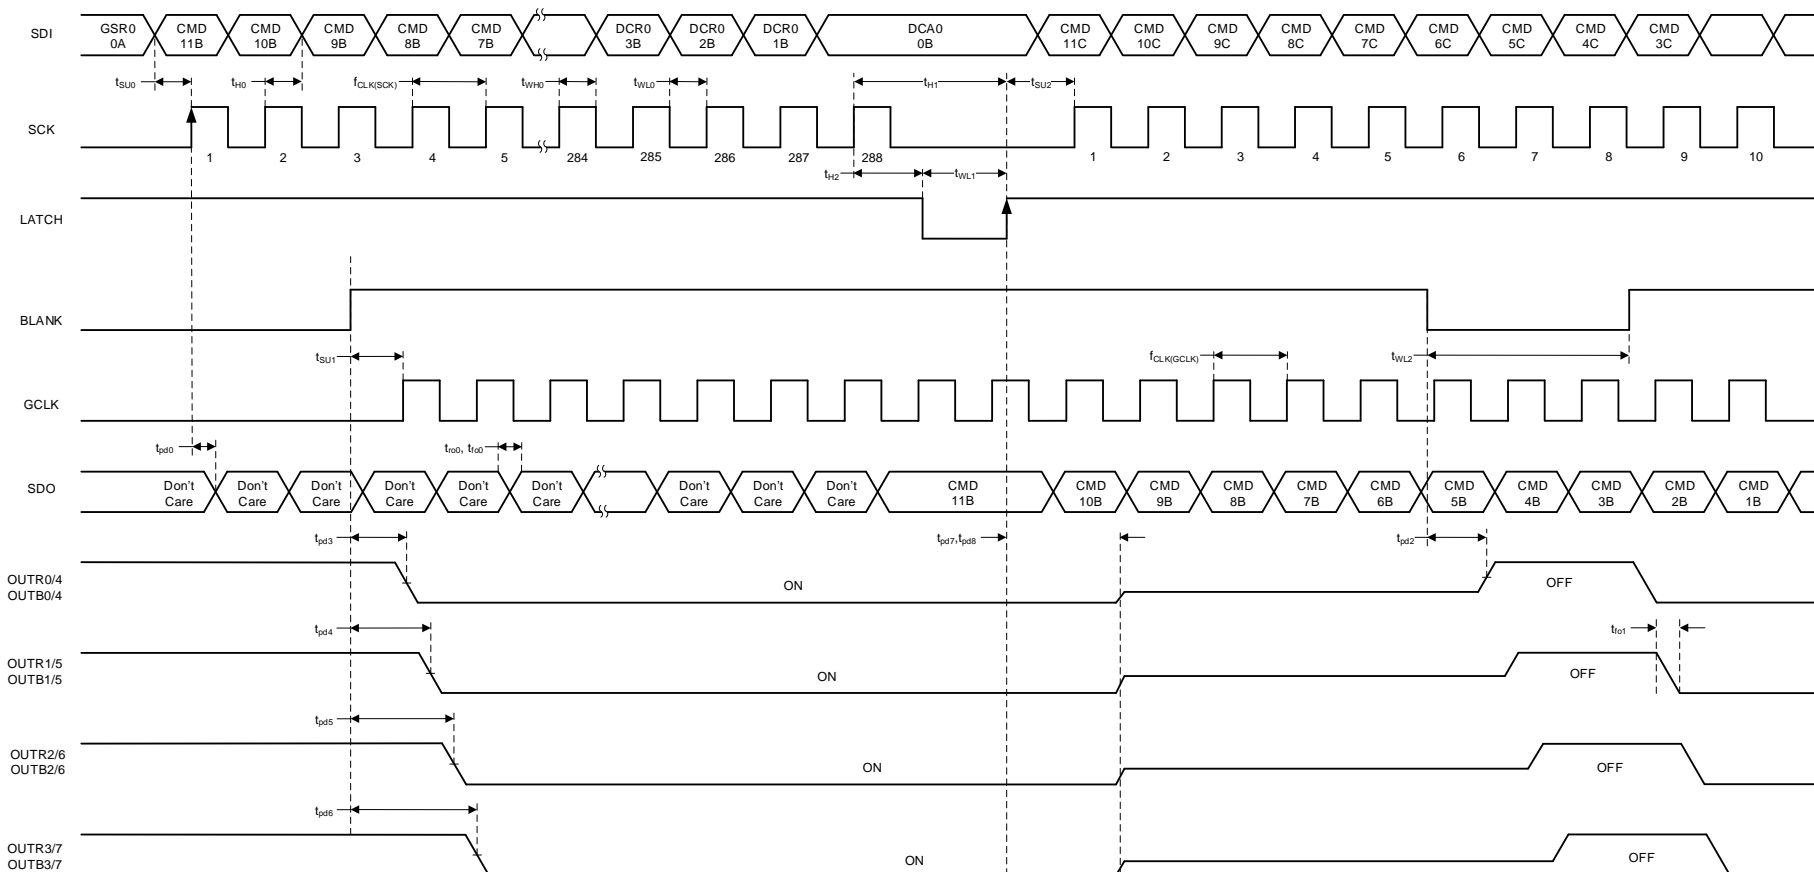 SDI
GSR0 0A
CMD 11B
CMD 10B
CMD 9B
CMD 8B
CMD 7B
DCR0 3B
DCR0 2B
DCR0 1B
DCA0 0B
CMD 11C
CMD 10C
CMD 9C
CMD 8C
CMD 7C
CMD 6C
CMD 5C
CMD 4C
CMD 3C
tSU0
tH0
fCLK(SCK)
tWH0
tWL0
tH1
tSU2
SCK
1 2 3 4 5 284 285 286 287 288 1 2 3 4 5 6 7 8 9 10
tH2
tWL1
LATCH
BLANK
tSU1
fCLK(GCLK)
tWL2
GCLK
tpd0
tro0, tfo0
SDO
Don't Care
Don't Care
Don't Care
Don't Care
Don't Care
Don't Care
Don't Care
Don't Care
Don't Care
CMD 11B
CMD 10B
CMD 9B
CMD 8B
CMD 7B
CMD 6B
CMD 5B
CMD 4B
CMD 3B
CMD 2B
CMD 1B
tpd3
tpd7,tpd8
tpd2
OUTR0/4
OUTB0/4
ON
OFF
tpd4
tfo1
OUTR1/5
OUTB1/5
ON
OFF
tpd5
OUTR2/6
OUTB2/6
ON
OFF
tpd6
OUTR3/7
OUTB3/7
ON
OFF